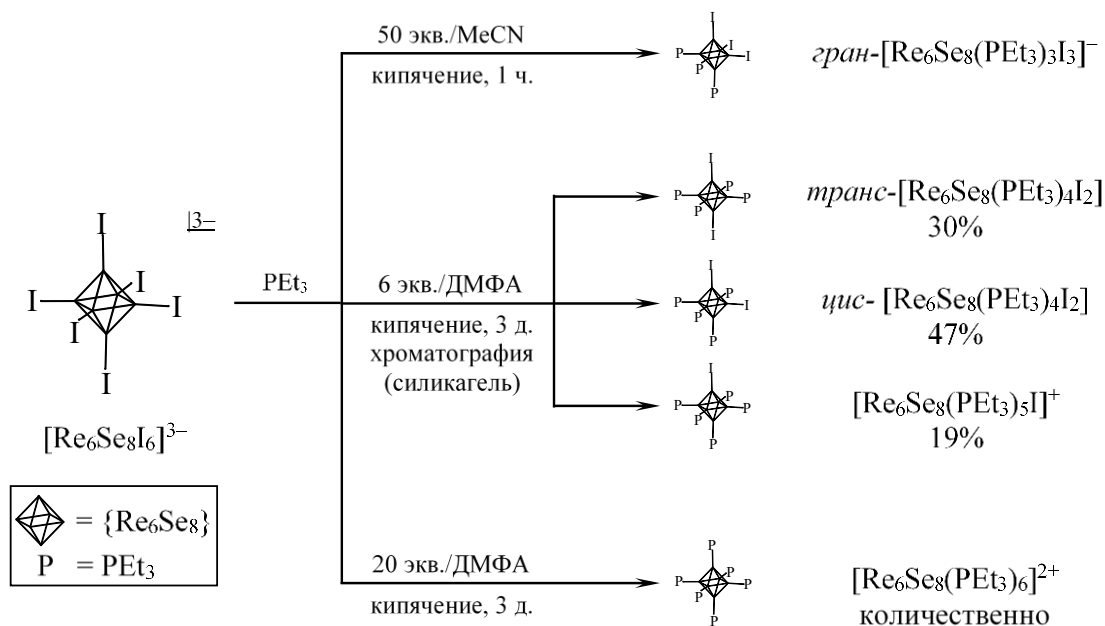 I
I
I
I
I
I
|3–
[Re₆Se₈I₆]³⁻
= {Re₆Se₈}
P = PEt₃
PEt₃
50 экв./MeCN
кипячение, 1 ч.
I
P
I
I
P
P
гран-[Re₆Se₈(PEt₃)₃I₃]⁻
6 экв./ДМФА
кипячение, 3 д.
хроматография
(силикагель)
I
P
P
P
P
I
транс-[Re₆Se₈(PEt₃)₄I₂]
30%
I
P
P
P
I
P
цис- [Re₆Se₈(PEt₃)₄I₂]
47%
I
P
P
P
P
P
[Re₆Se₈(PEt₃)₅I]⁺
19%
20 экв./ДМФА
кипячение, 3 д.
P
P
P
P
P
P
[Re₆Se₈(PEt₃)₆]²⁺
количественно